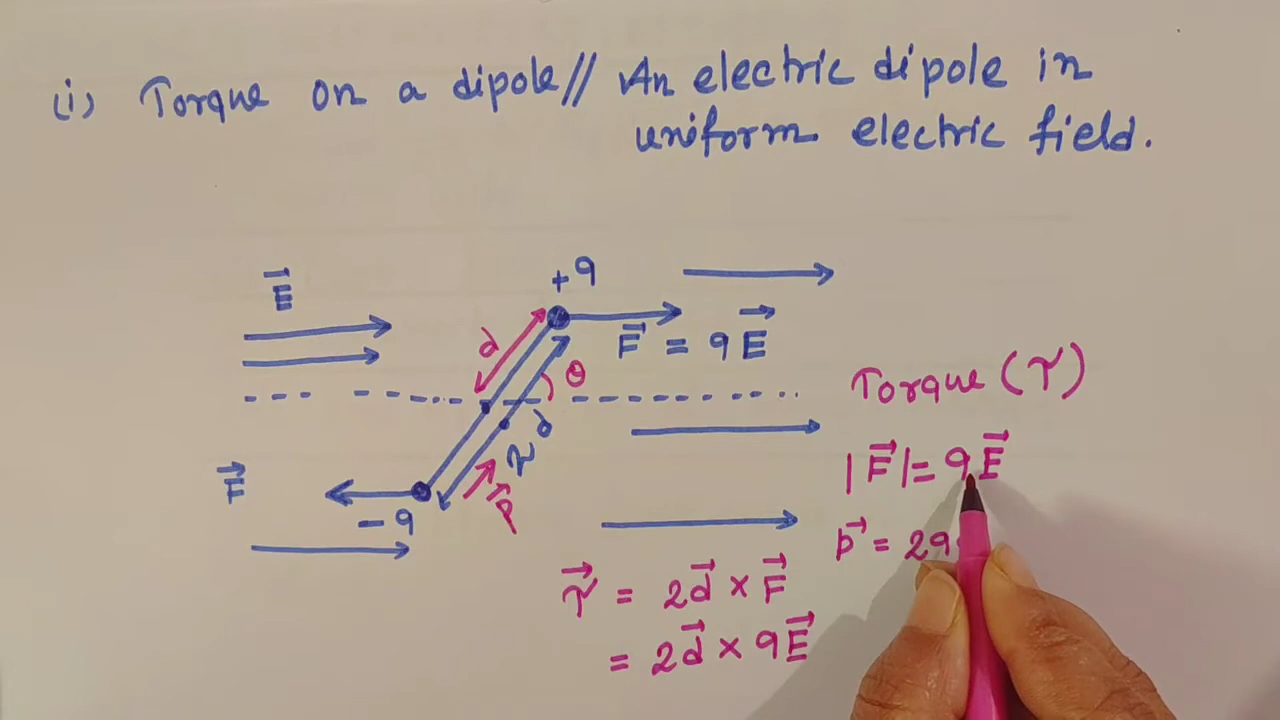 (i) Torque on a dipole // An electric dipole in
uniform electric field.
+q
E⃗
F⃗ = qE⃗
d
θ
Torque (τ)
2d
F⃗
|F⃗| = qE⃗
-q
p⃗
p⃗ = 2q
τ⃗ = 2d⃗ × F⃗
= 2d⃗ × qE⃗